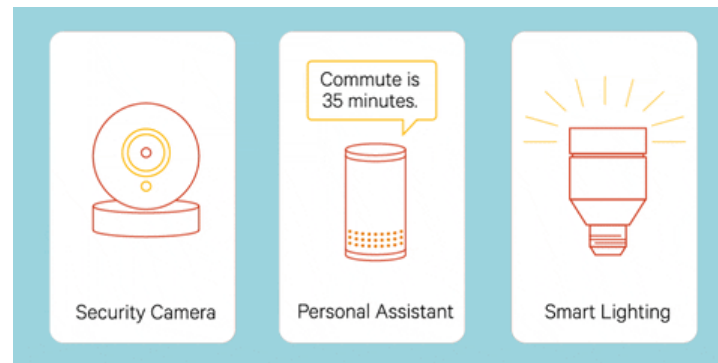 Commute is
35 minutes.
Security Camera
Personal Assistant
Smart Lighting